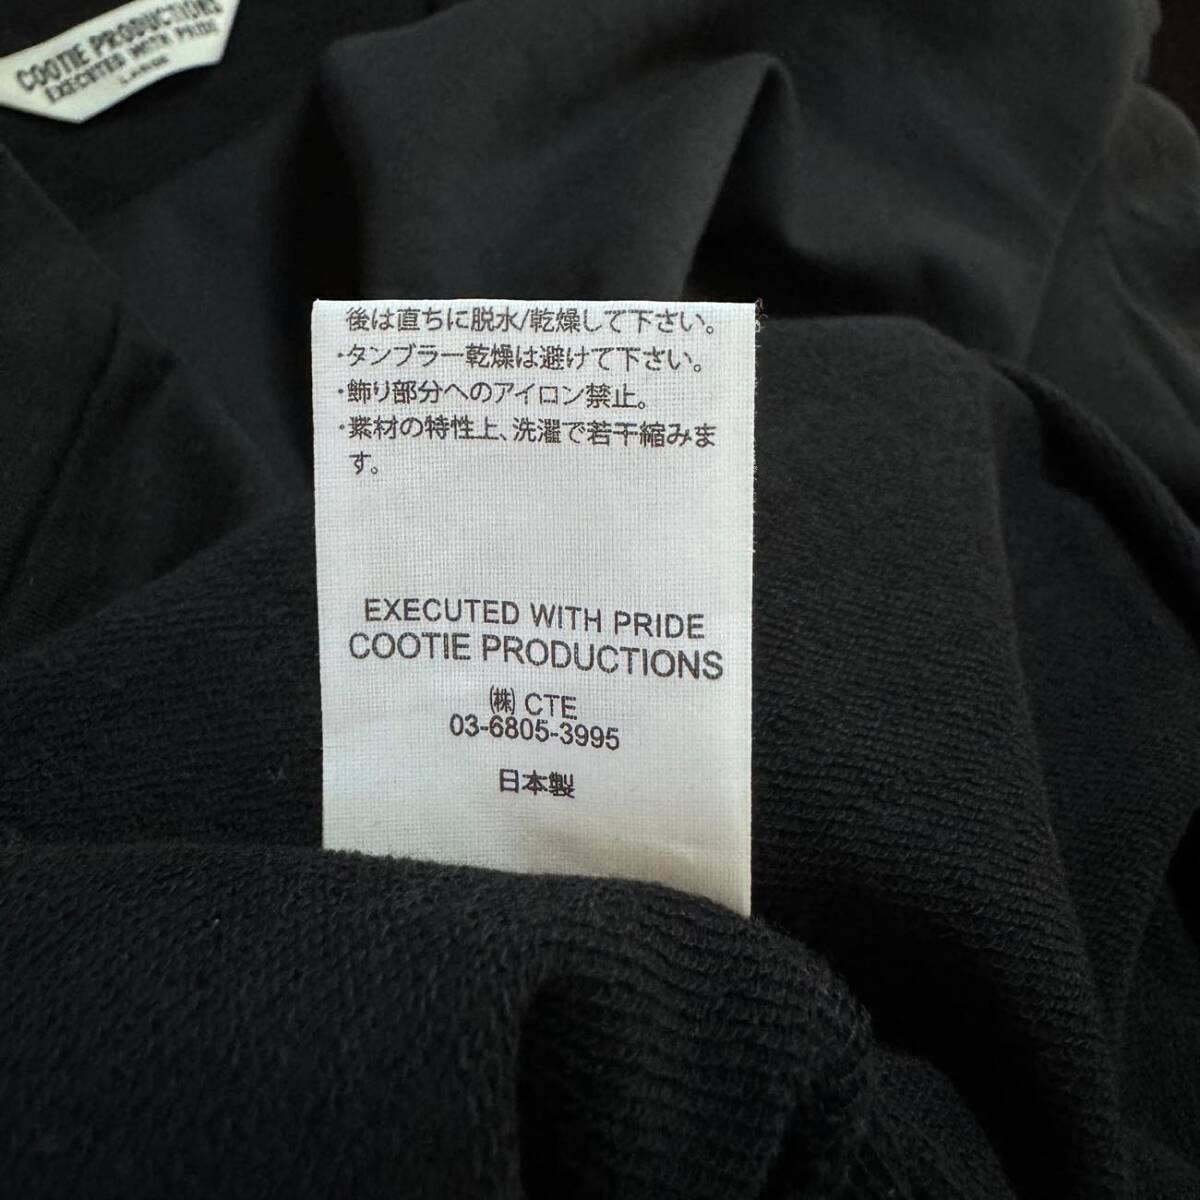 COOTIE PRODUCTIONS
EXECUTED WITH PRIDE
LARGE
後は直ちに脱水/乾燥して下さい。
・タンブラー乾燥は避けて下さい。
・飾り部分へのアイロン禁止。
・素材の特性上、洗濯で若干縮みま
す。
EXECUTED WITH PRIDE
COOTIE PRODUCTIONS
㈱ CTE
03-6805-3995
日本製